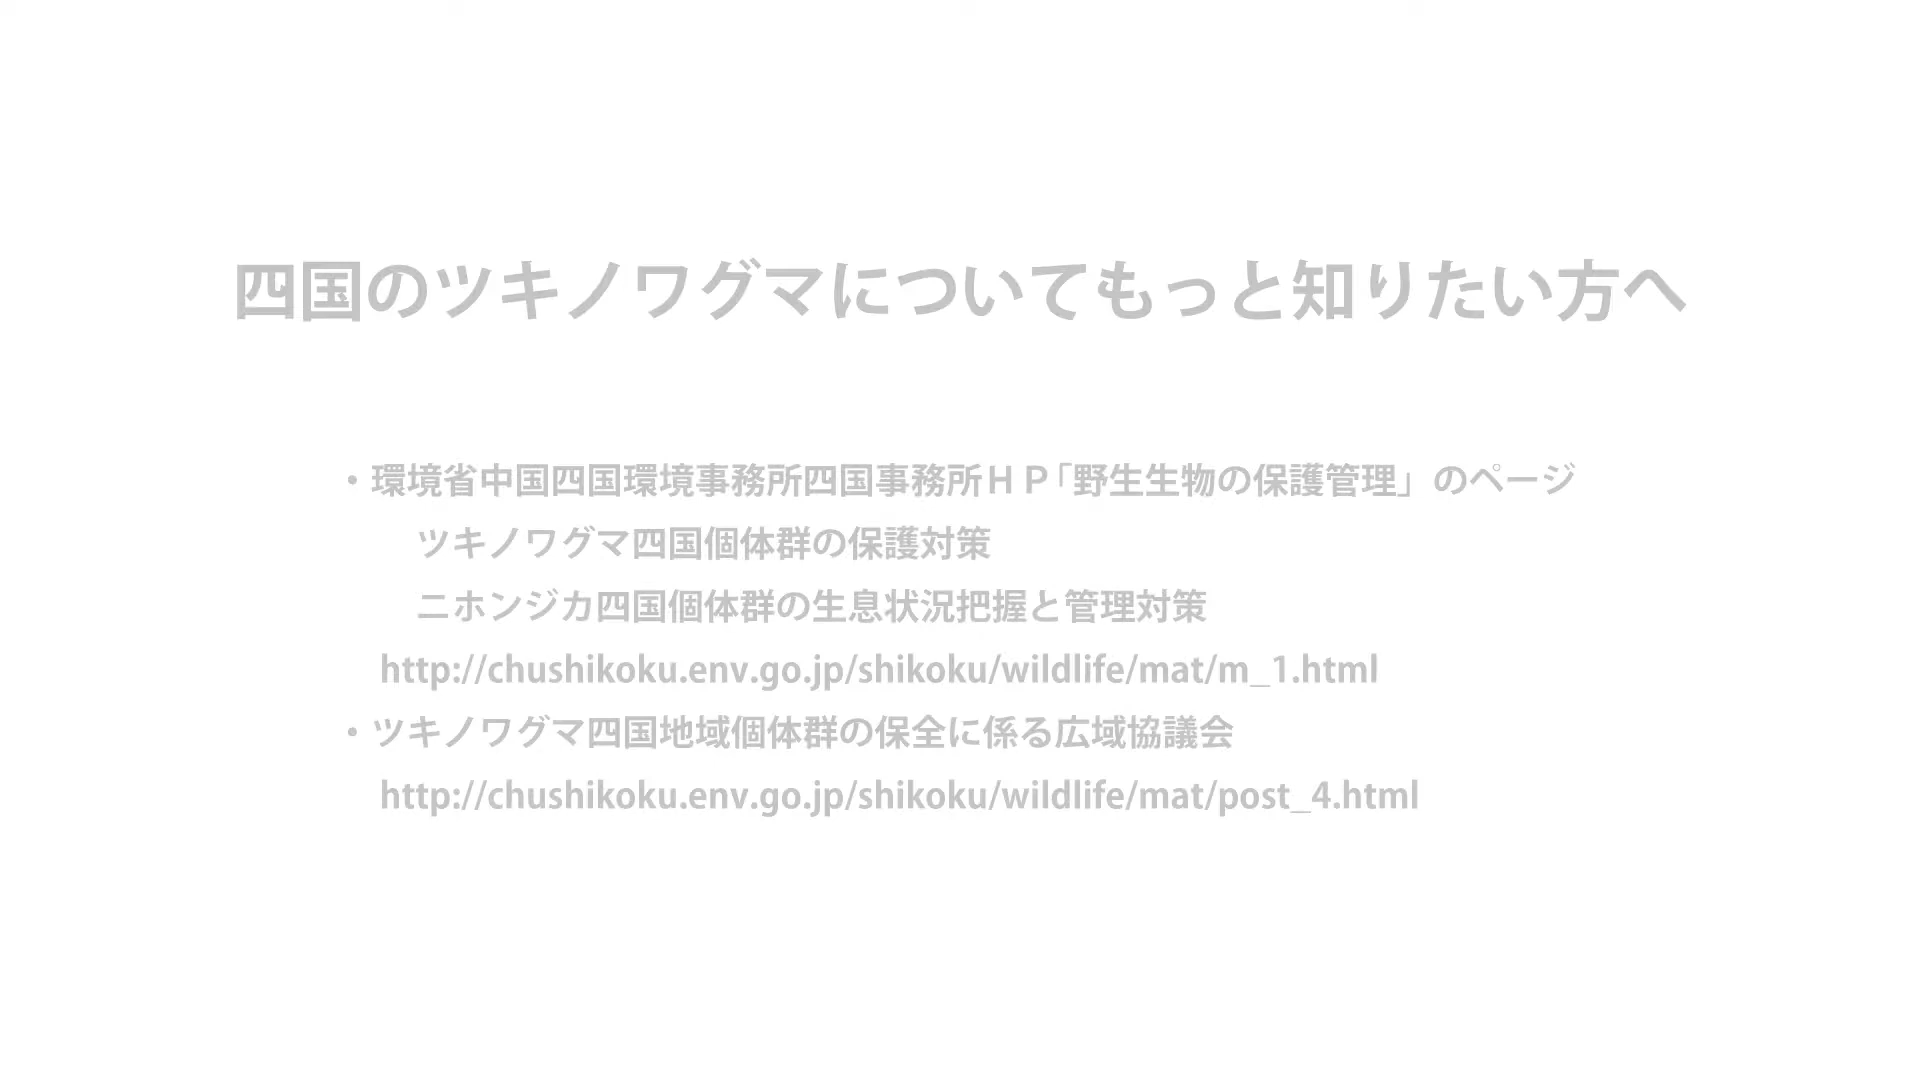 四国のツキノワグマについてもっと知りたい方へ
・環境省中国四国環境事務所四国事務所ＨＰ「野生生物の保護管理」のページ
ツキノワグマ四国個体群の保護対策
ニホンジカ四国個体群の生息状況把握と管理対策
http://chushikoku.env.go.jp/shikoku/wildlife/mat/m_1.html
・ツキノワグマ四国地域個体群の保全に係る広域協議会
http://chushikoku.env.go.jp/shikoku/wildlife/mat/post_4.html